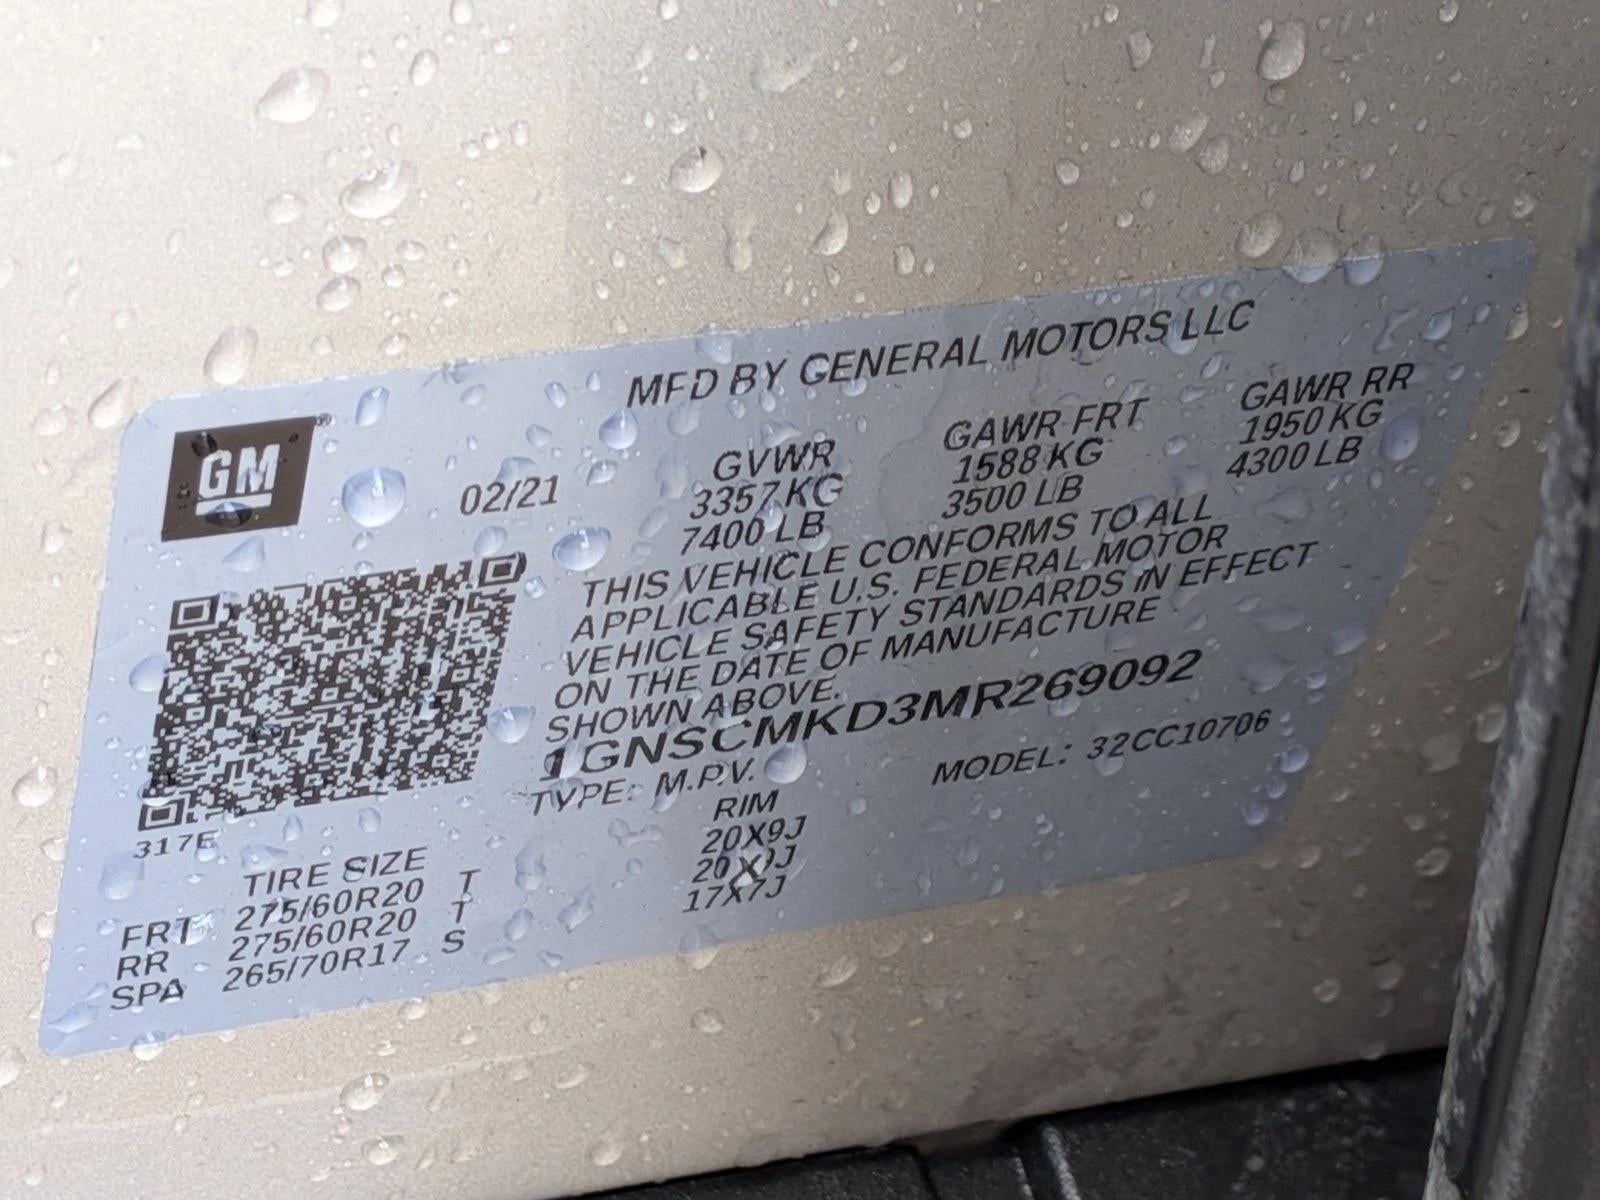 MFD BY GENERAL MOTORS LLC
GM
02/21
GVWR GAWR FRT GAWR RR
3357 KG 1588 KG 1950 KG
7400 LB 3500 LB 4300 LB
THIS VEHICLE CONFORMS TO ALL
APPLICABLE U.S. FEDERAL MOTOR
VEHICLE SAFETY STANDARDS IN EFFECT
ON THE DATE OF MANUFACTURE
SHOWN ABOVE.
1GNSCMKD3MR269092
TYPE: M.P.V. MODEL: 32CC10706
317E
TIRE SIZE RIM
FRT 275/60R20 T 20X9J
RR 275/60R20 T 20X9J
SPA 265/70R17 S 17X7J